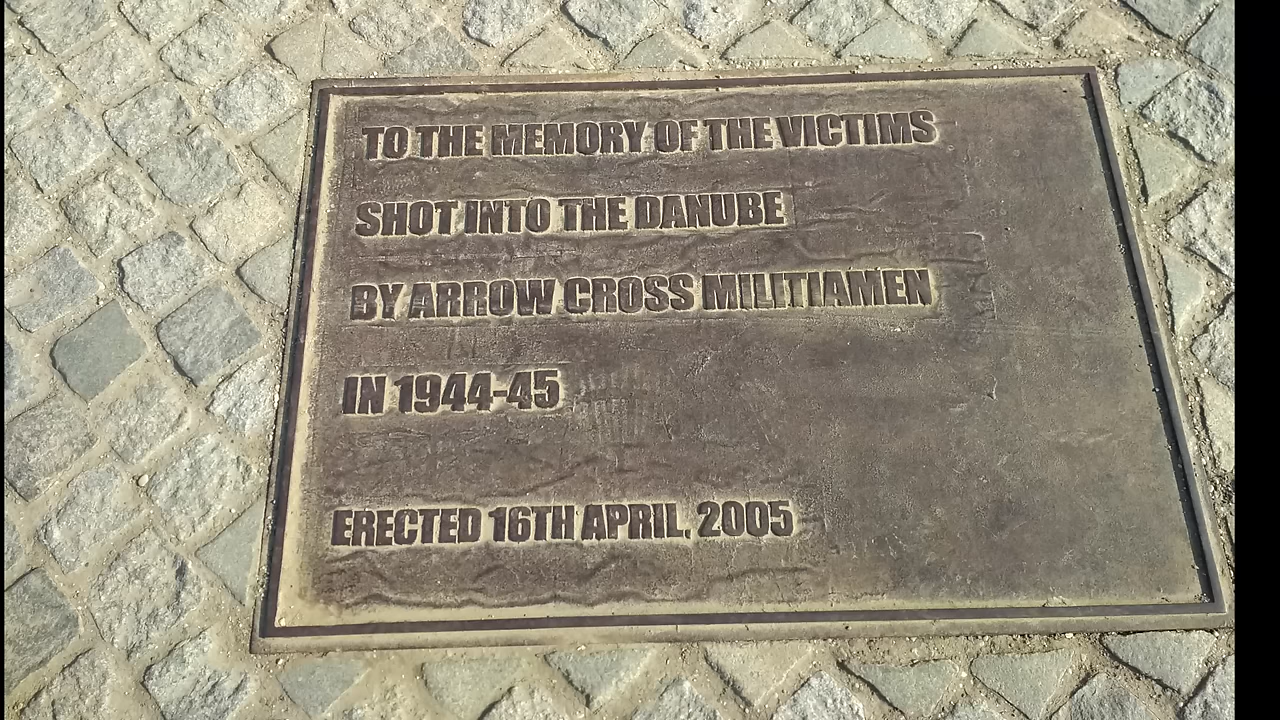 TO THE MEMORY OF THE VICTIMS
SHOT INTO THE DANUBE
BY ARROW CROSS MILITIAMEN
IN 1944-45
ERECTED 16TH APRIL, 2005